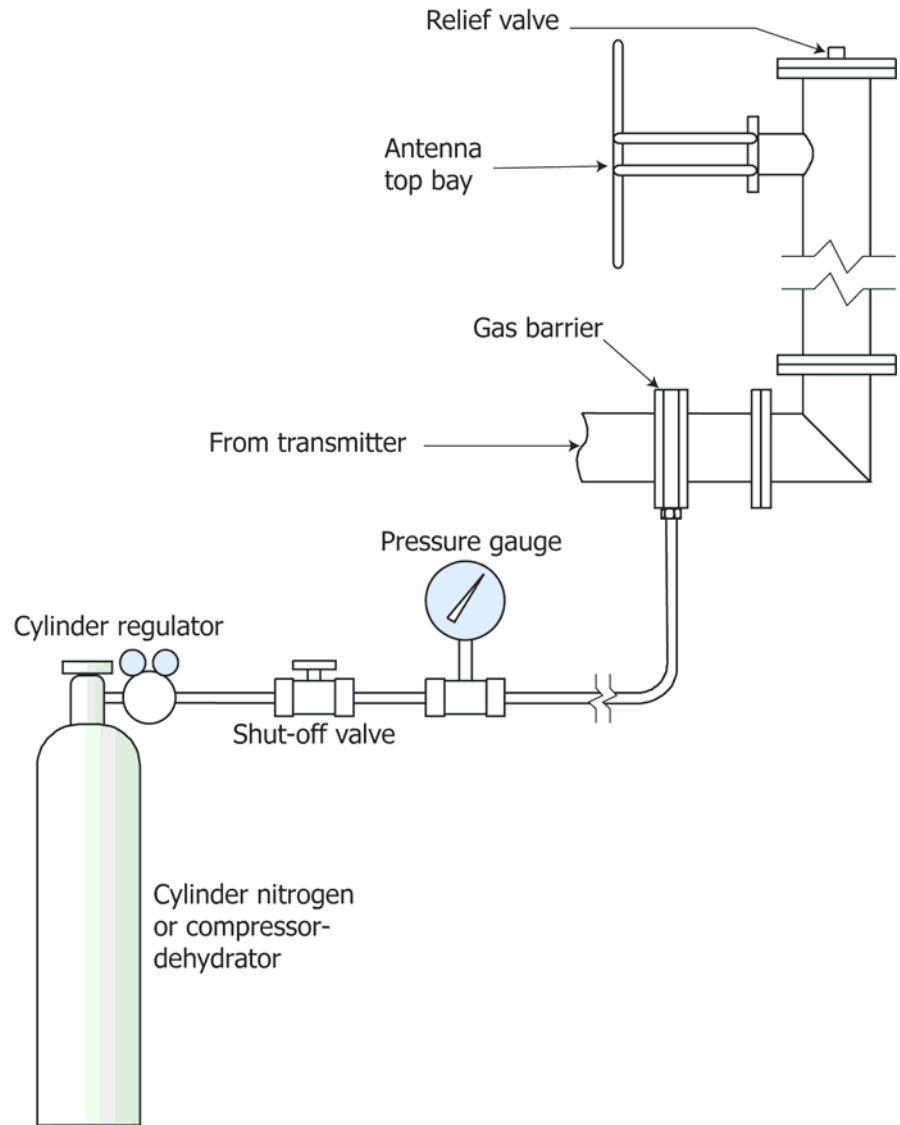 Relief valve
Antenna
top bay
Gas barrier
From transmitter
Pressure gauge
Cylinder regulator
Shut-off valve
Cylinder nitrogen
or compressor-
dehydrator